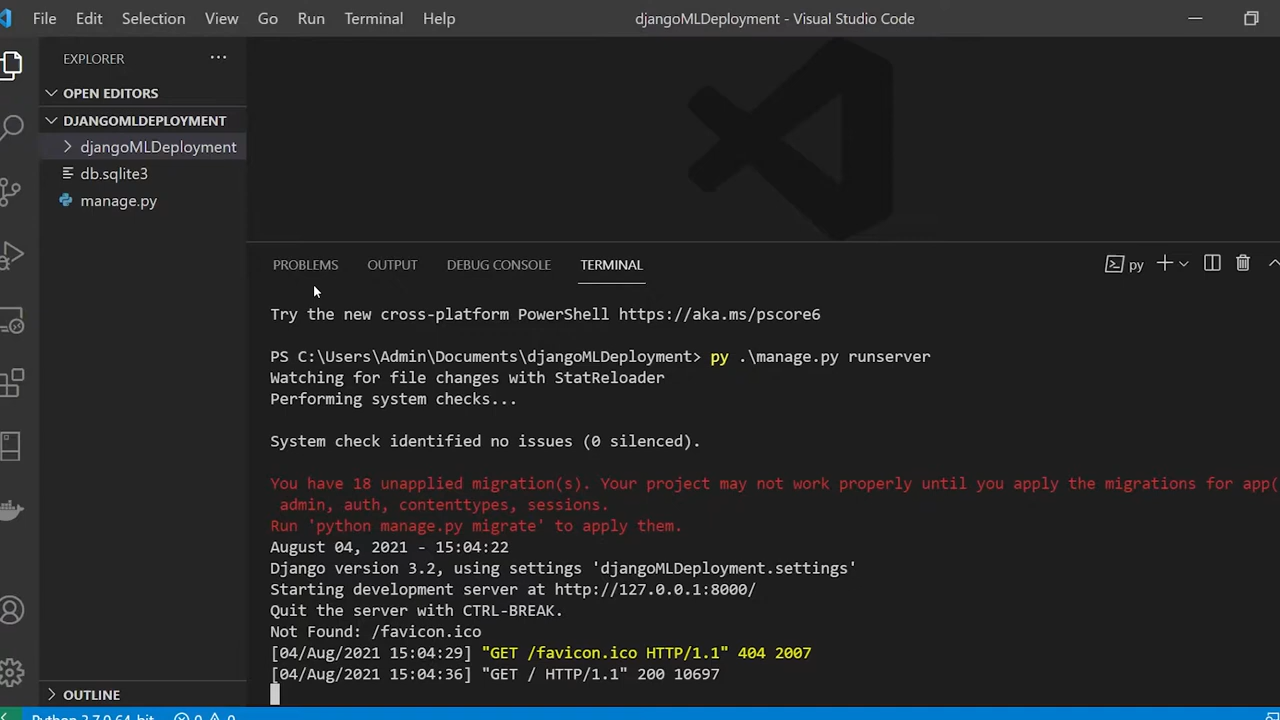 File Edit Selection View Go Run Terminal Help djangoMLDeployment - Visual Studio Code
EXPLORER
OPEN EDITORS
DJANGOMLDEPLOYMENT
djangoMLDeployment
db.sqlite3
manage.py
PROBLEMS OUTPUT DEBUG CONSOLE TERMINAL py
Try the new cross-platform PowerShell https://aka.ms/pscore6
PS C:\Users\Admin\Documents\djangoMLDeployment> py .\manage.py runserver
Watching for file changes with StatReloader
Performing system checks...
System check identified no issues (0 silenced).
You have 18 unapplied migration(s). Your project may not work properly until you apply the migrations for app(
admin, auth, contenttypes, sessions.
Run 'python manage.py migrate' to apply them.
August 04, 2021 - 15:04:22
Django version 3.2, using settings 'djangoMLDeployment.settings'
Starting development server at http://127.0.0.1:8000/
Quit the server with CTRL-BREAK.
Not Found: /favicon.ico
[04/Aug/2021 15:04:29] "GET /favicon.ico HTTP/1.1" 404 2007
[04/Aug/2021 15:04:36] "GET / HTTP/1.1" 200 10697
OUTLINE
Python 3.7.9 64-bit 0 0